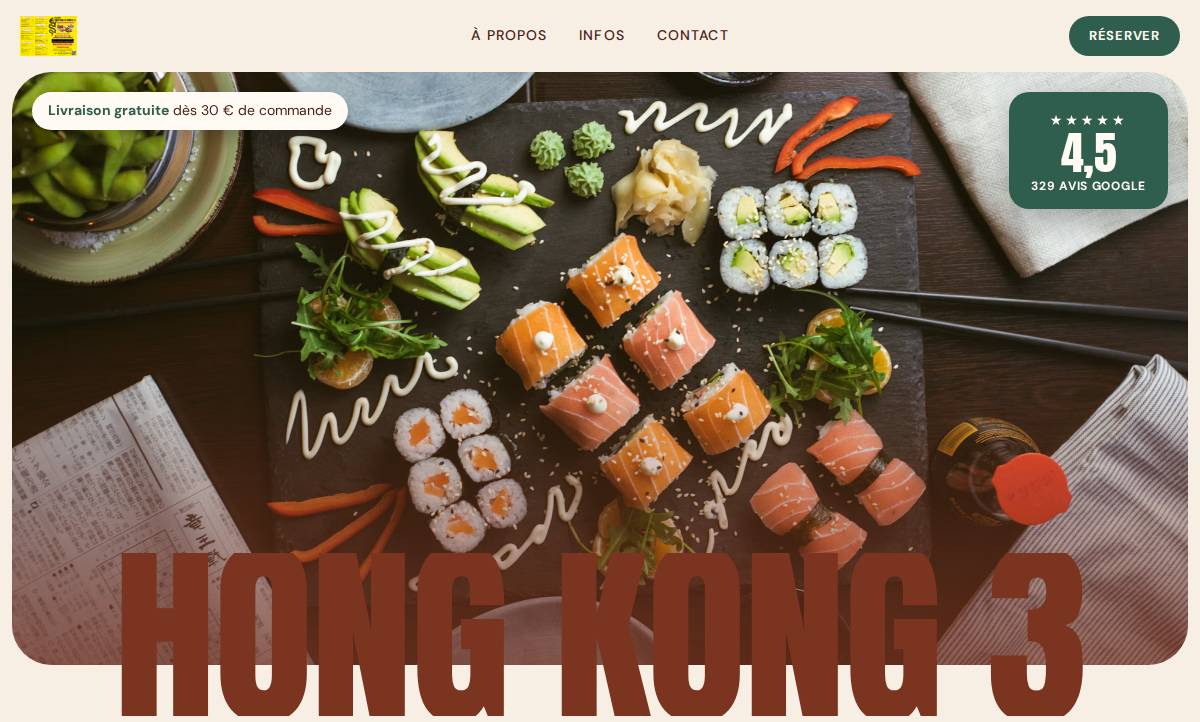 À PROPOS
INFOS
CONTACT
RÉSERVER
Livraison gratuite dès 30 € de commande
★★★★★
4,5
329 AVIS GOOGLE
HONG KONG 3